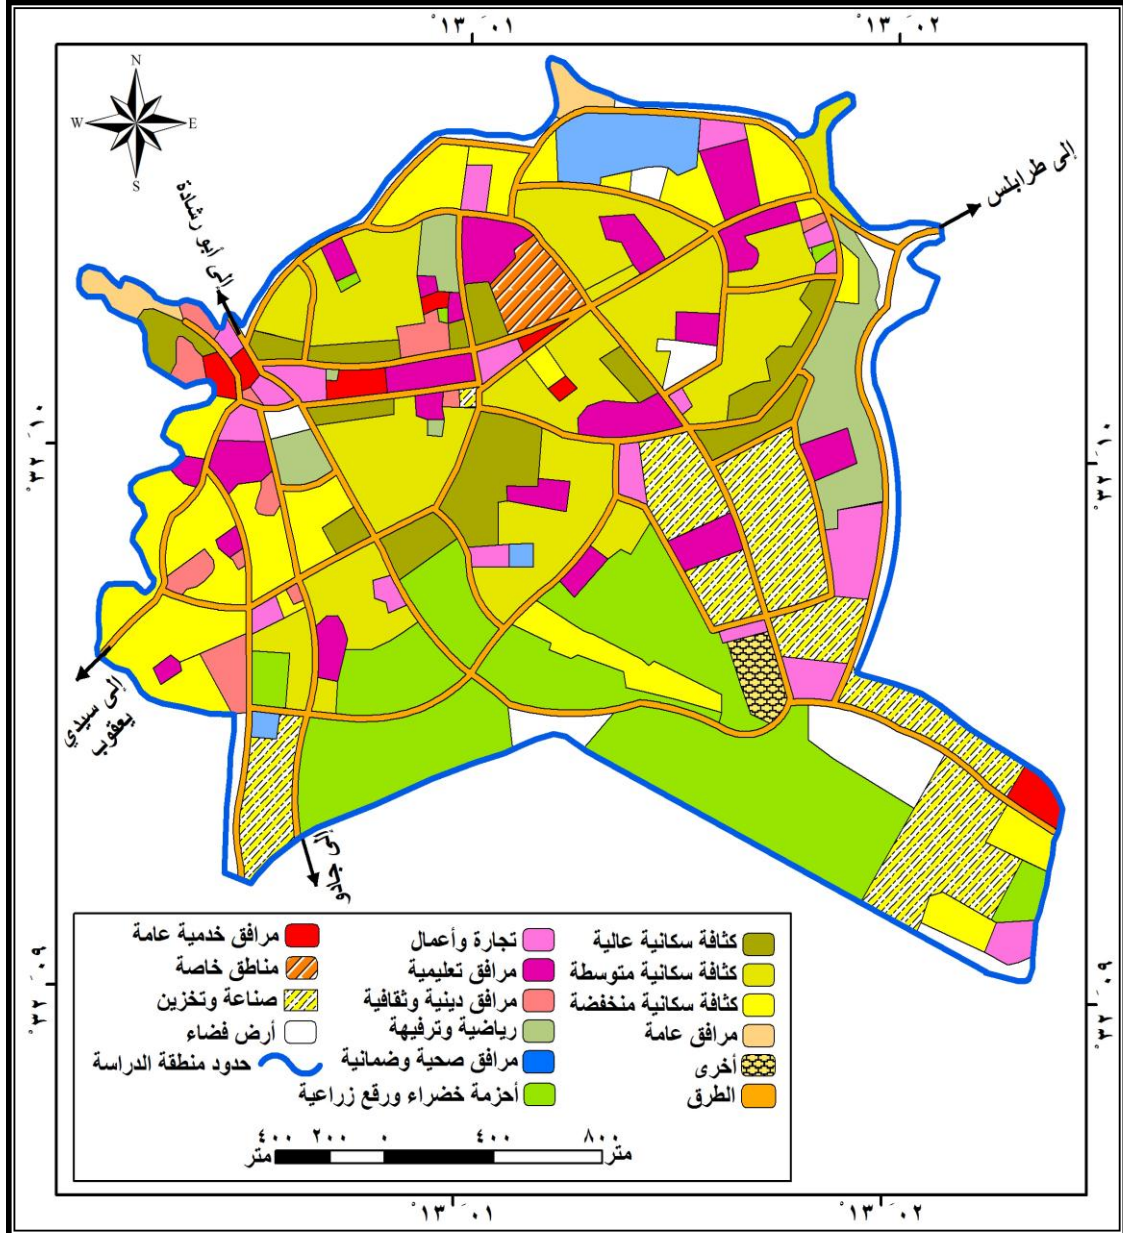 °١٣ َ ٠١
°١٣ َ ٠٢
N
W E
S
إلى طرابلس
إلى أبو رشادة
°٣٢ َ ١٠
°٣٢ َ ١٠
إلى سيدي
يعقوب
إلى جادو
°٣٢ َ ٠٩
°٣٢ َ ٠٩
كثافة سكانية عالية
كثافة سكانية متوسطة
كثافة سكانية منخفضة
مرافق عامة
أخرى
الطرق
تجارة وأعمال
مرافق تعليمية
مرافق دينية وثقافية
رياضية وترفيهة
مرافق صحية وضمانية
أحزمة خضراء ورقع زراعية
مرافق خدمية عامة
مناطق خاصة
صناعة وتخزين
أرض فضاء
حدود منطقة الدراسة
٤٠٠ ٢٠٠ ٠ ٤٠٠ ٨٠٠
متر متر
°١٣ َ ٠١
°١٣ َ ٠٢